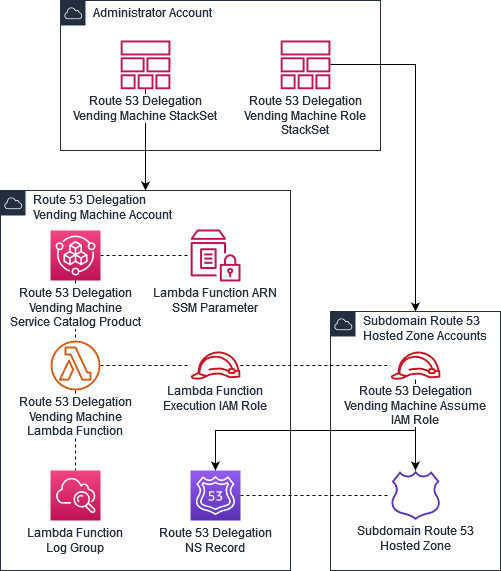 Administrator Account
Route 53 Delegation
Vending Machine StackSet
Route 53 Delegation
Vending Machine Role
StackSet
Route 53 Delegation
Vending Machine Account
Route 53 Delegation
Vending Machine
Service Catalog Product
Lambda Function ARN
SSM Parameter
Subdomain Route 53
Hosted Zone Accounts
Route 53 Delegation
Vending Machine
Lambda Function
Lambda Function
Execution IAM Role
Route 53 Delegation
Vending Machine Assume
IAM Role
Lambda Function
Log Group
53
Route 53 Delegation
NS Record
Subdomain Route 53
Hosted Zone